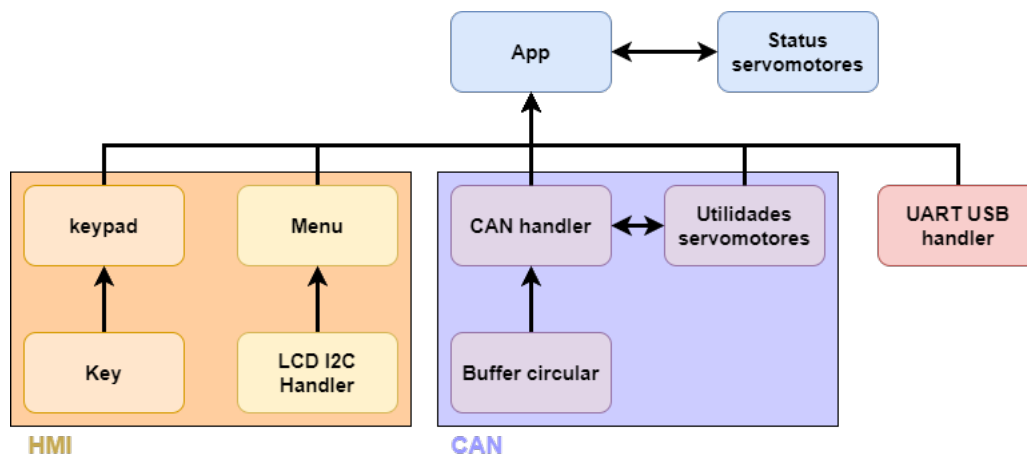 App
Status
servomotores
keypad
Menu
CAN handler
Utilidades
servomotores
UART USB
handler
Key
LCD I2C
Handler
Buffer circular
HMI
CAN